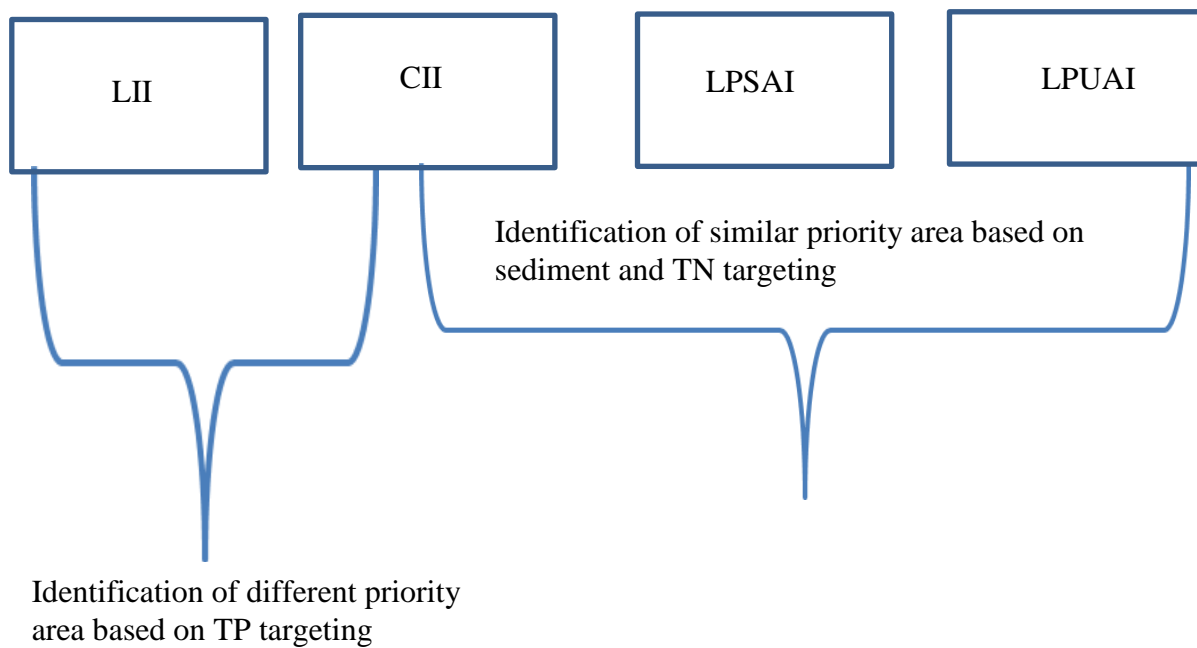 LII
CII
LPSAI
LPUAI
Identification of similar priority area based on
sediment and TN targeting
Identification of different priority
area based on TP targeting